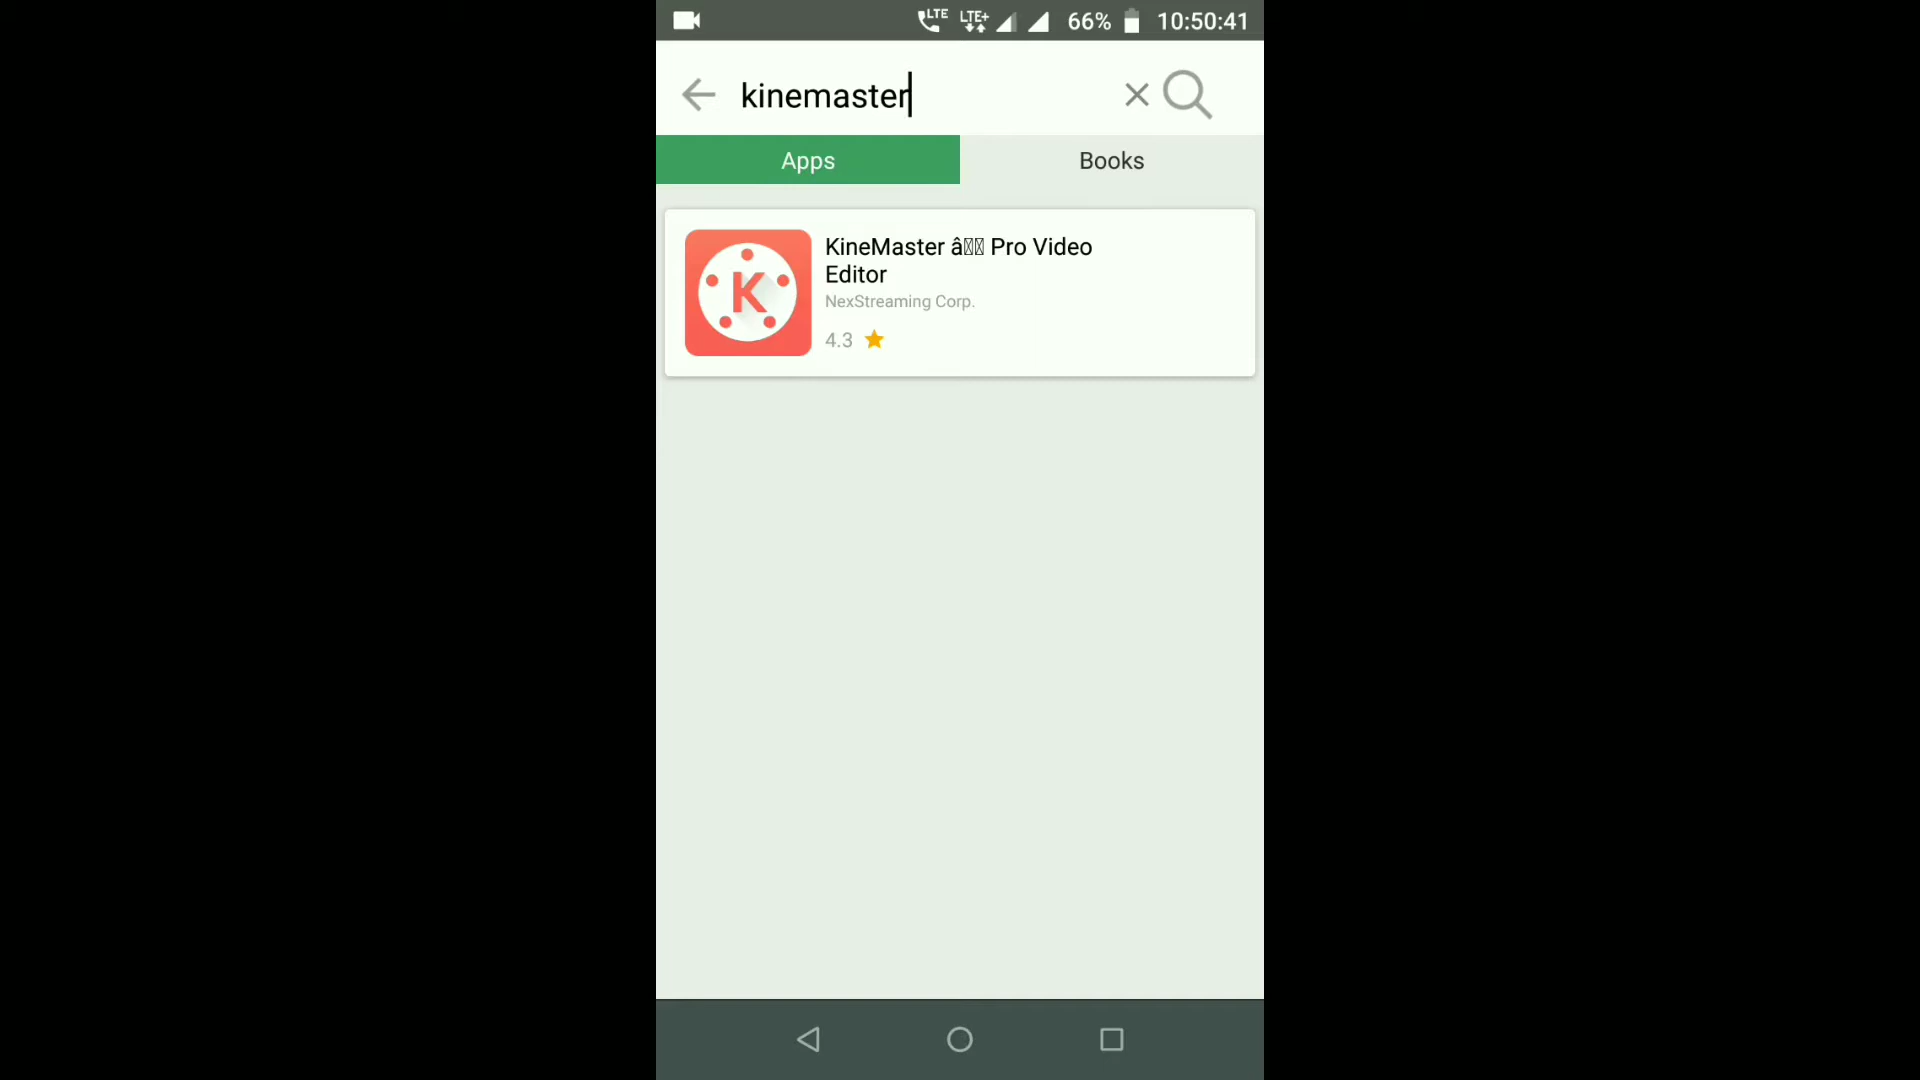 LTE LTE+ 66% 10:50:41
kinemaster
Apps Books
KineMaster â Pro Video
Editor
NexStreaming Corp.
4.3
K